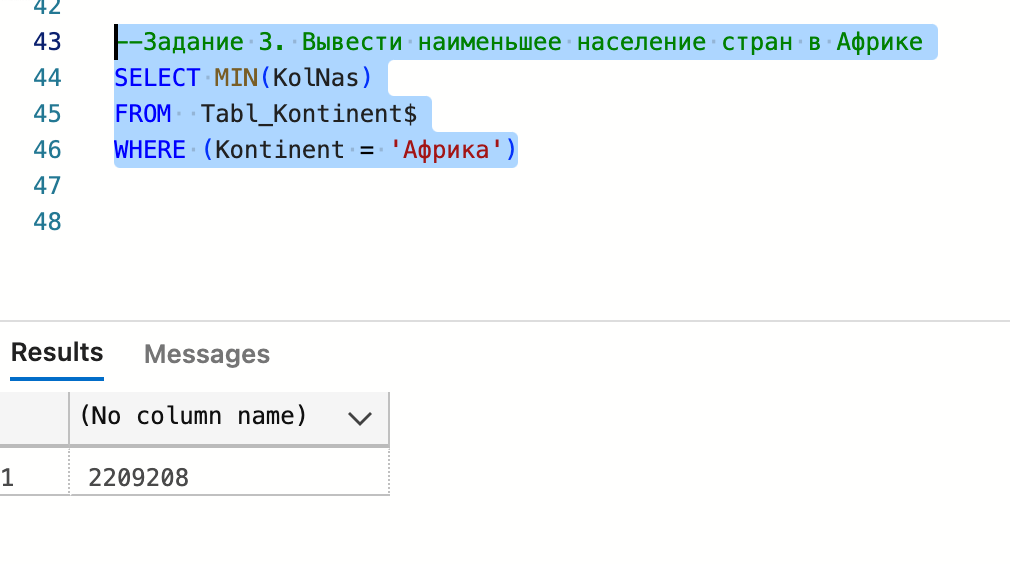 42
43 --Задание 3. Вывести наименьшее население стран в Африке
44 SELECT MIN(KolNas)
45 FROM  Tabl_Kontinent$
46 WHERE (Kontinent = 'Африка')
47
48
Results Messages
(No column name)
1 2209208